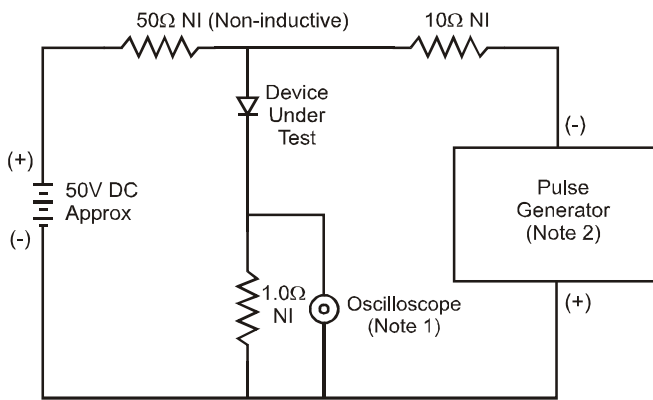 50Ω NI (Non-inductive)
10Ω NI
Device
Under
Test
(-)
(+)
50V DC
Approx
(-)
Pulse
Generator
(Note 2)
1.0Ω
NI
Oscilloscope
(Note 1)
(+)